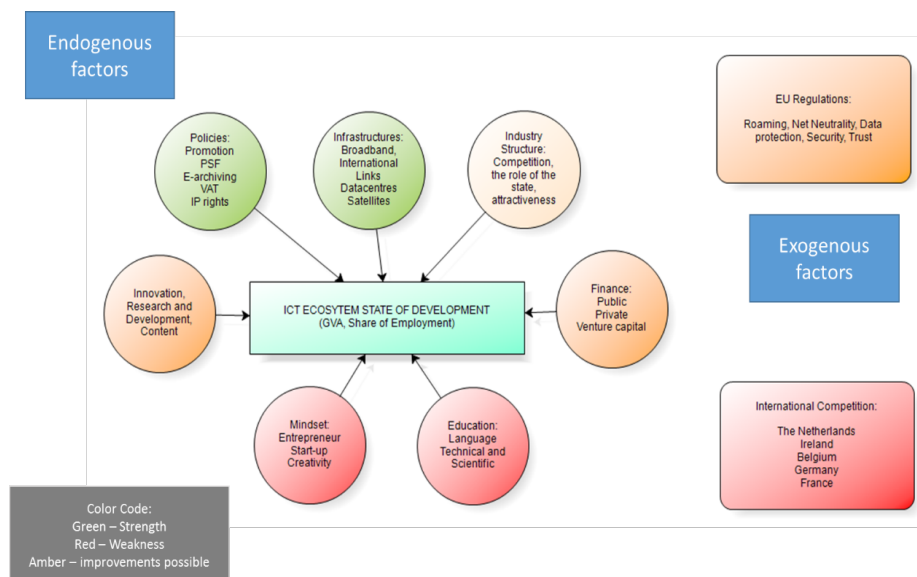 Endogenous
factors
Policies:
Promotion
PSF
E-archiving
VAT
IP rights
Infrastructures:
Broadband,
International
Links
Datacentres
Satellites
Industry
Structure:
Competition,
the role of the
state,
attractiveness
EU Regulations:
Roaming, Net Neutrality, Data
protection, Security, Trust
Exogenous
factors
Innovation,
Research and
Development,
Content
ICT ECOSYTEM STATE OF DEVELOPMENT
(GVA, Share of Employment)
Finance:
Public
Private
Venture capital
Mindset:
Entrepreneur
Start-up
Creativity
Education:
Language
Technical and
Scientific
International Competition:
The Netherlands
Ireland
Belgium
Germany
France
Color Code:
Green – Strength
Red – Weakness
Amber – improvements possible